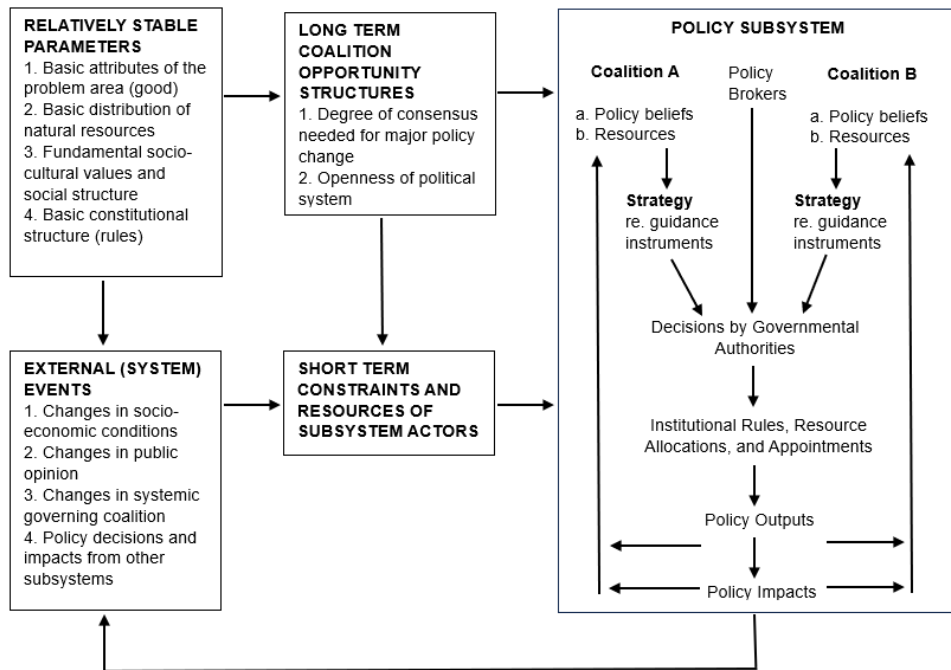 RELATIVELY STABLE
PARAMETERS
1. Basic attributes of the
problem area (good)
2. Basic distribution of
natural resources
3. Fundamental socio-
cultural values and
social structure
4. Basic constitutional
structure (rules)
LONG TERM
COALITION
OPPORTUNITY
STRUCTURES
1. Degree of consensus
needed for major policy
change
2. Openness of political
system
EXTERNAL (SYSTEM)
EVENTS
1. Changes in socio-
economic conditions
2. Changes in public
opinion
3. Changes in systemic
governing coalition
4. Policy decisions and
impacts from other
subsystems
SHORT TERM
CONSTRAINTS AND
RESOURCES OF
SUBSYSTEM ACTORS
POLICY SUBSYSTEM
Coalition A
a. Policy beliefs
b. Resources
Strategy
re. guidance
instruments
Policy
Brokers
Coalition B
a. Policy beliefs
b. Resources
Strategy
re. guidance
instruments
Decisions by Governmental
Authorities
Institutional Rules, Resource
Allocations, and Appointments
Policy Outputs
Policy Impacts